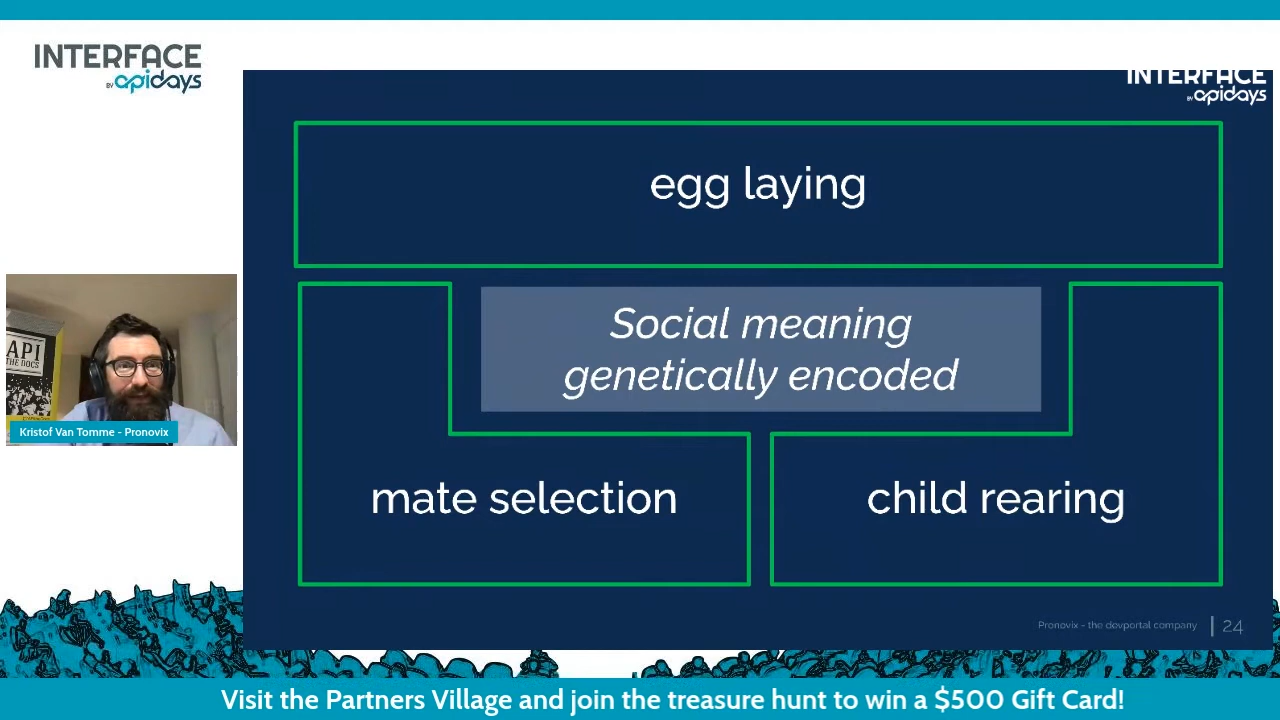 INTERFACE
BY apidays
INTERFACE
BY apidays
egg laying
Social meaning
genetically encoded
mate selection
child rearing
API
THE DOCS
Kristof Van Tomme - Pronovix
Pronovix - the devportal company
24
Visit the Partners Village and join the treasure hunt to win a $500 Gift Card!